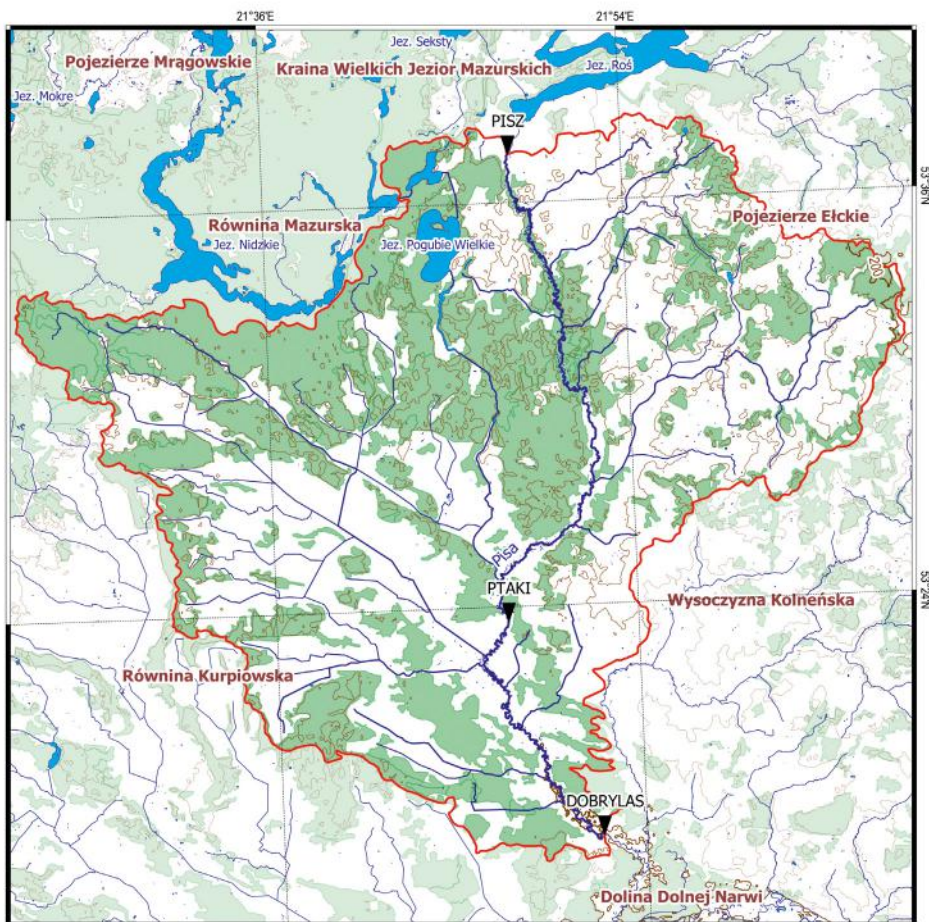 21°36'E
21°54'E
Jez. Seksty
Pojezierze Mrągowskie
Kraina Wielkich Jezior Mazurskich
Jez. Roś
Jez. Mokre
PISZ
53°36'N
Równina Mazurska
Pojezierze Ełckie
Jez. Nidzkie
Jez. Pogubie Wielkie
200
Pisa
PTAKI
53°24'N
Wysoczyzna Kolneńska
Równina Kurpiowska
DOBRYLAS
Dolina Dolnej Narwi